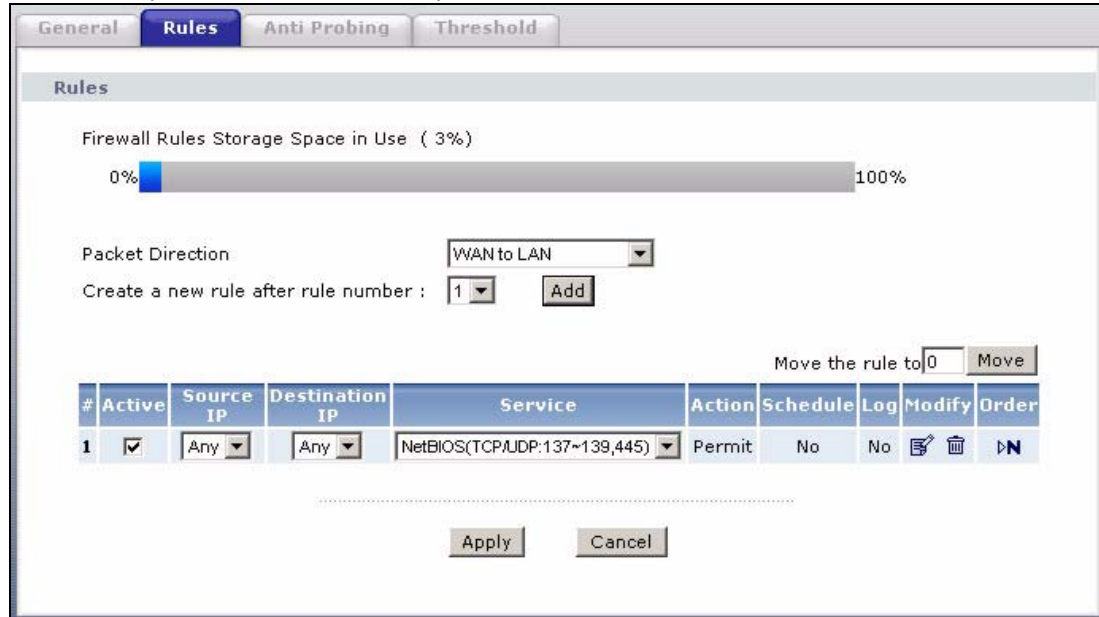 General Rules Anti Probing Threshold
Rules
Firewall Rules Storage Space in Use ( 3%)
0% 100%
Packet Direction WAN to LAN
Create a new rule after rule number : 1 Add
Move the rule to 0 Move
# Active Source IP Destination IP Service Action Schedule Log Modify Order
1 Any Any NetBIOS(TCP/UDP:137~139,445) Permit No No N
Apply Cancel